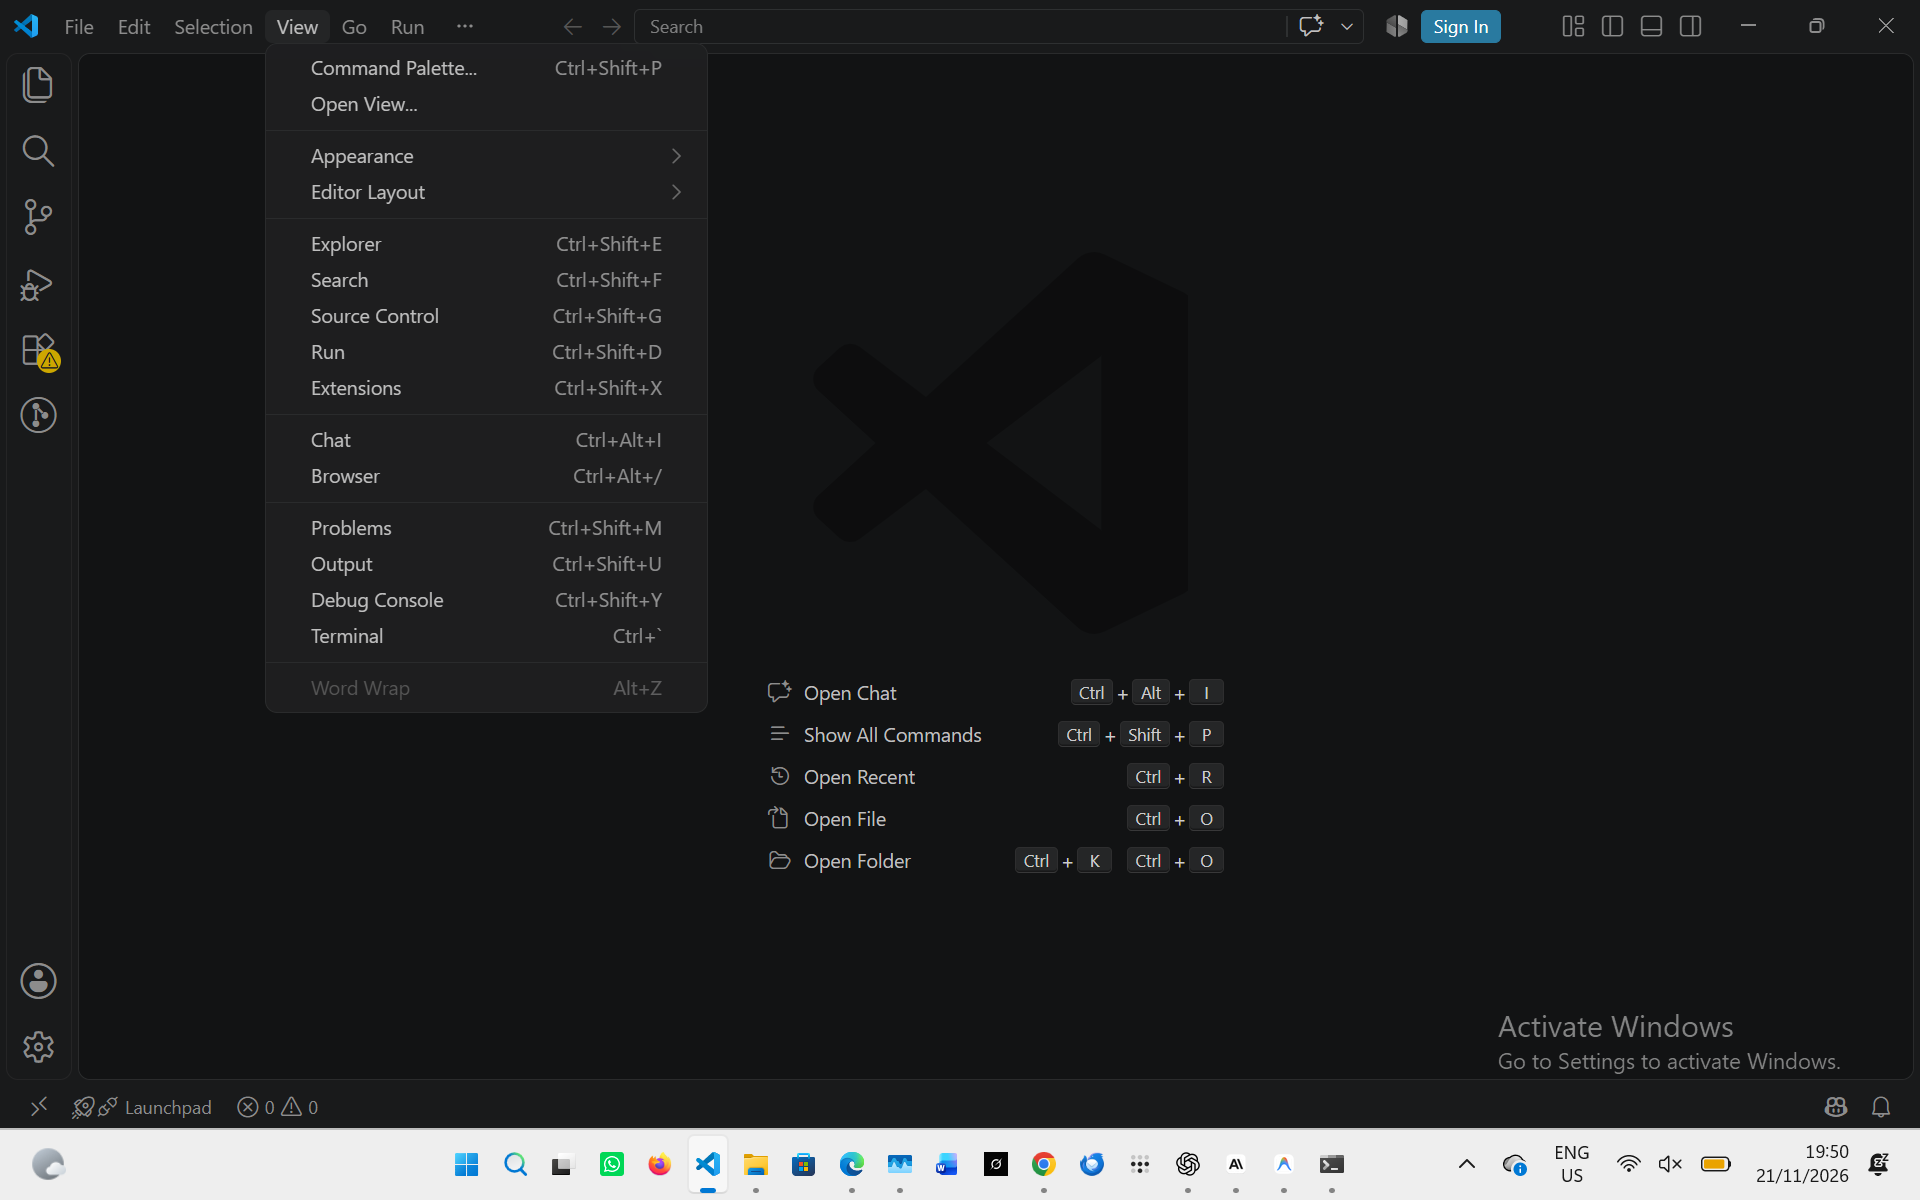 File Edit Selection View Go Run ··· Search Sign In
Command Palette... Ctrl+Shift+P
Open View...
Appearance
Editor Layout
Explorer Ctrl+Shift+E
Search Ctrl+Shift+F
Source Control Ctrl+Shift+G
Run Ctrl+Shift+D
Extensions Ctrl+Shift+X
Chat Ctrl+Alt+I
Browser Ctrl+Alt+/
Problems Ctrl+Shift+M
Output Ctrl+Shift+U
Debug Console Ctrl+Shift+Y
Terminal Ctrl+`
Word Wrap Alt+Z
Open Chat Ctrl + Alt + I
Show All Commands Ctrl + Shift + P
Open Recent Ctrl + R
Open File Ctrl + O
Open Folder Ctrl + K Ctrl + O
Activate Windows
Go to Settings to activate Windows.
Launchpad 0 0
ENG
US
19:50
21/11/2026